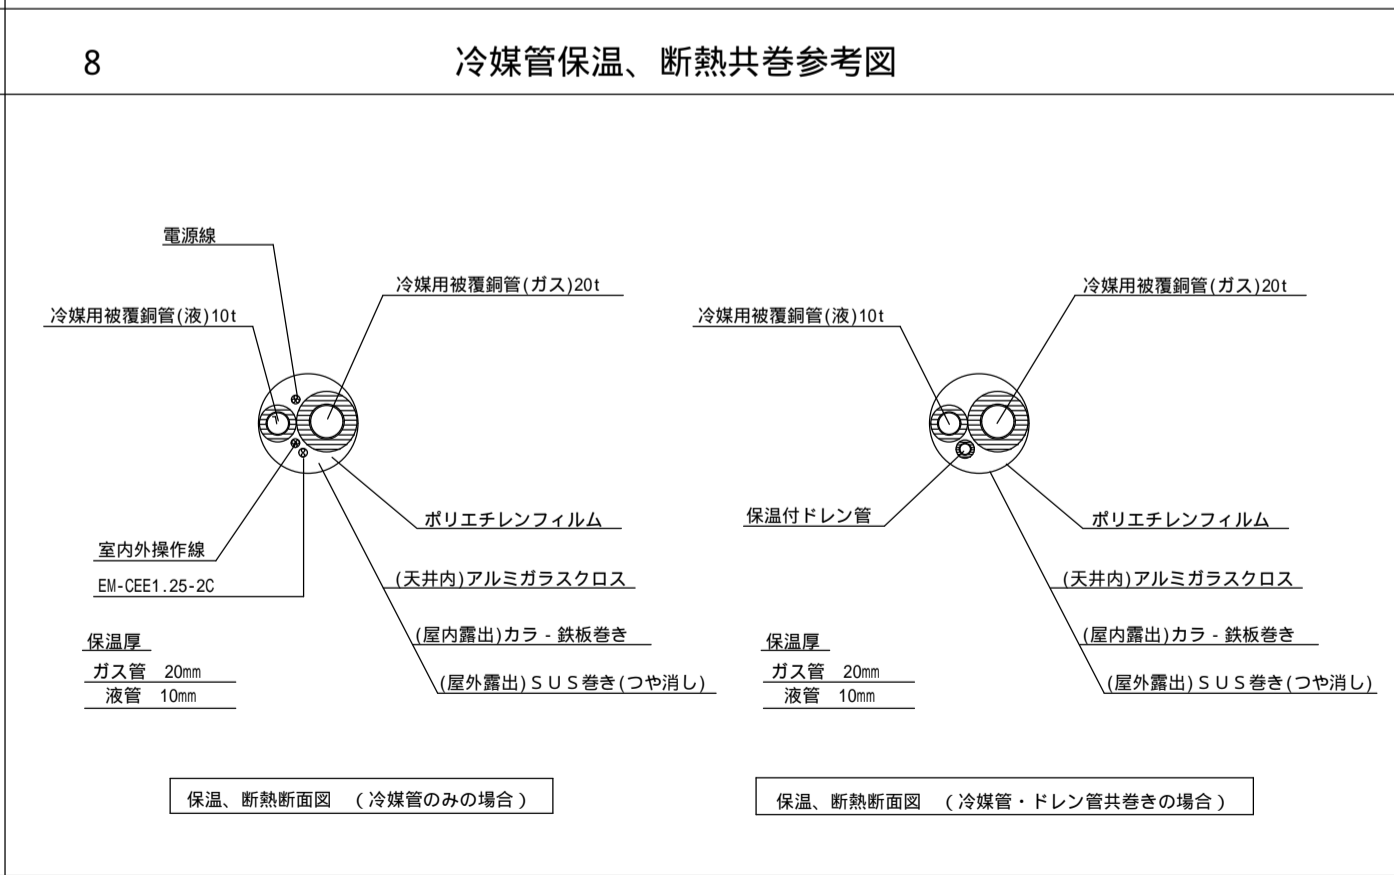 8
冷媒管保温、断熱共巻参考図
電源線
冷媒用被覆銅管(ガス)20t
冷媒用被覆銅管(液)10t
ポリエチレンフィルム
室内外操作線
(天井内)アルミガラスクロス
EM-CEE1.25-2C
(屋内露出)カラ-鉄板巻き
(屋外露出)SUS巻き(つや消し)
保温厚
ガス管 20mm
液管 10mm
保温、断熱断面図 (冷媒管のみの場合)
冷媒用被覆銅管(ガス)20t
冷媒用被覆銅管(液)10t
保温付ドレン管
ポリエチレンフィルム
(天井内)アルミガラスクロス
(屋内露出)カラ-鉄板巻き
(屋外露出)SUS巻き(つや消し)
保温厚
ガス管 20mm
液管 10mm
保温、断熱断面図 (冷媒管・ドレン管共巻きの場合)